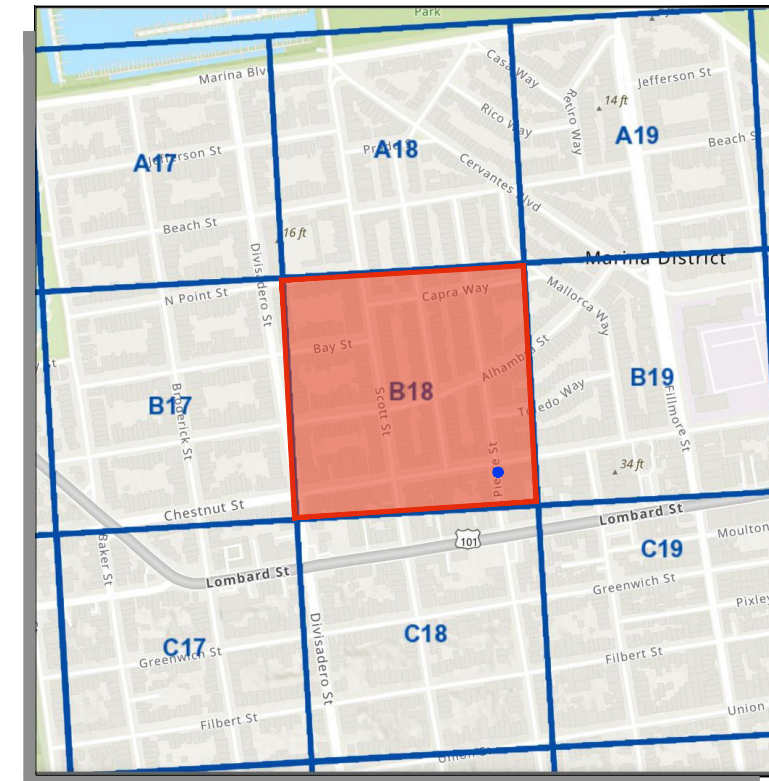 Park
Marina Blv
Casa Way
Jefferson St
14 ft
Rico Way
Retiro Way
A19
Beach S
A17
Jefferson St
A18
Cervantes Blvd
Beach St
16 ft
Divisadero St
Marina District
N Point St
Capra Way
Mallorca Way
Bay St
Alhambra St
B18
B19
B17
Broderick St
Scott St
Toledo Way
Fillmore St
Pierce St
34 ft
Chestnut St
Lombard St
101
Baker St
Lombard St
C19
Moulton
Greenwich St
Pixley
Divisadero St
C18
C17
Greenwich St
Filbert St
Filbert St
Union
Union St